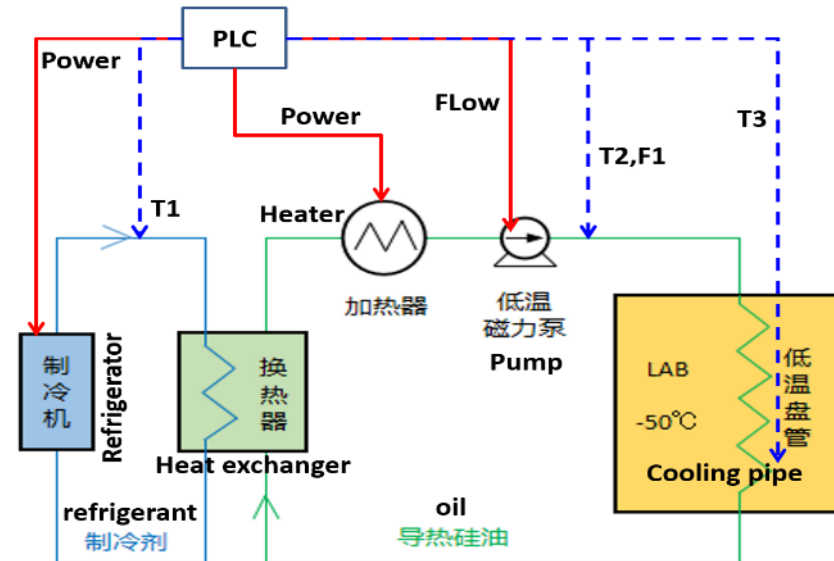 PLC
Power
FLow
Power
T3
T2,F1
T1
Heater
加热器
低温
磁力泵
Pump
制冷机
Refrigerator
换热器
Heat exchanger
LAB
-50℃
低温盘管
Cooling pipe
refrigerant
制冷剂
oil
导热硅油